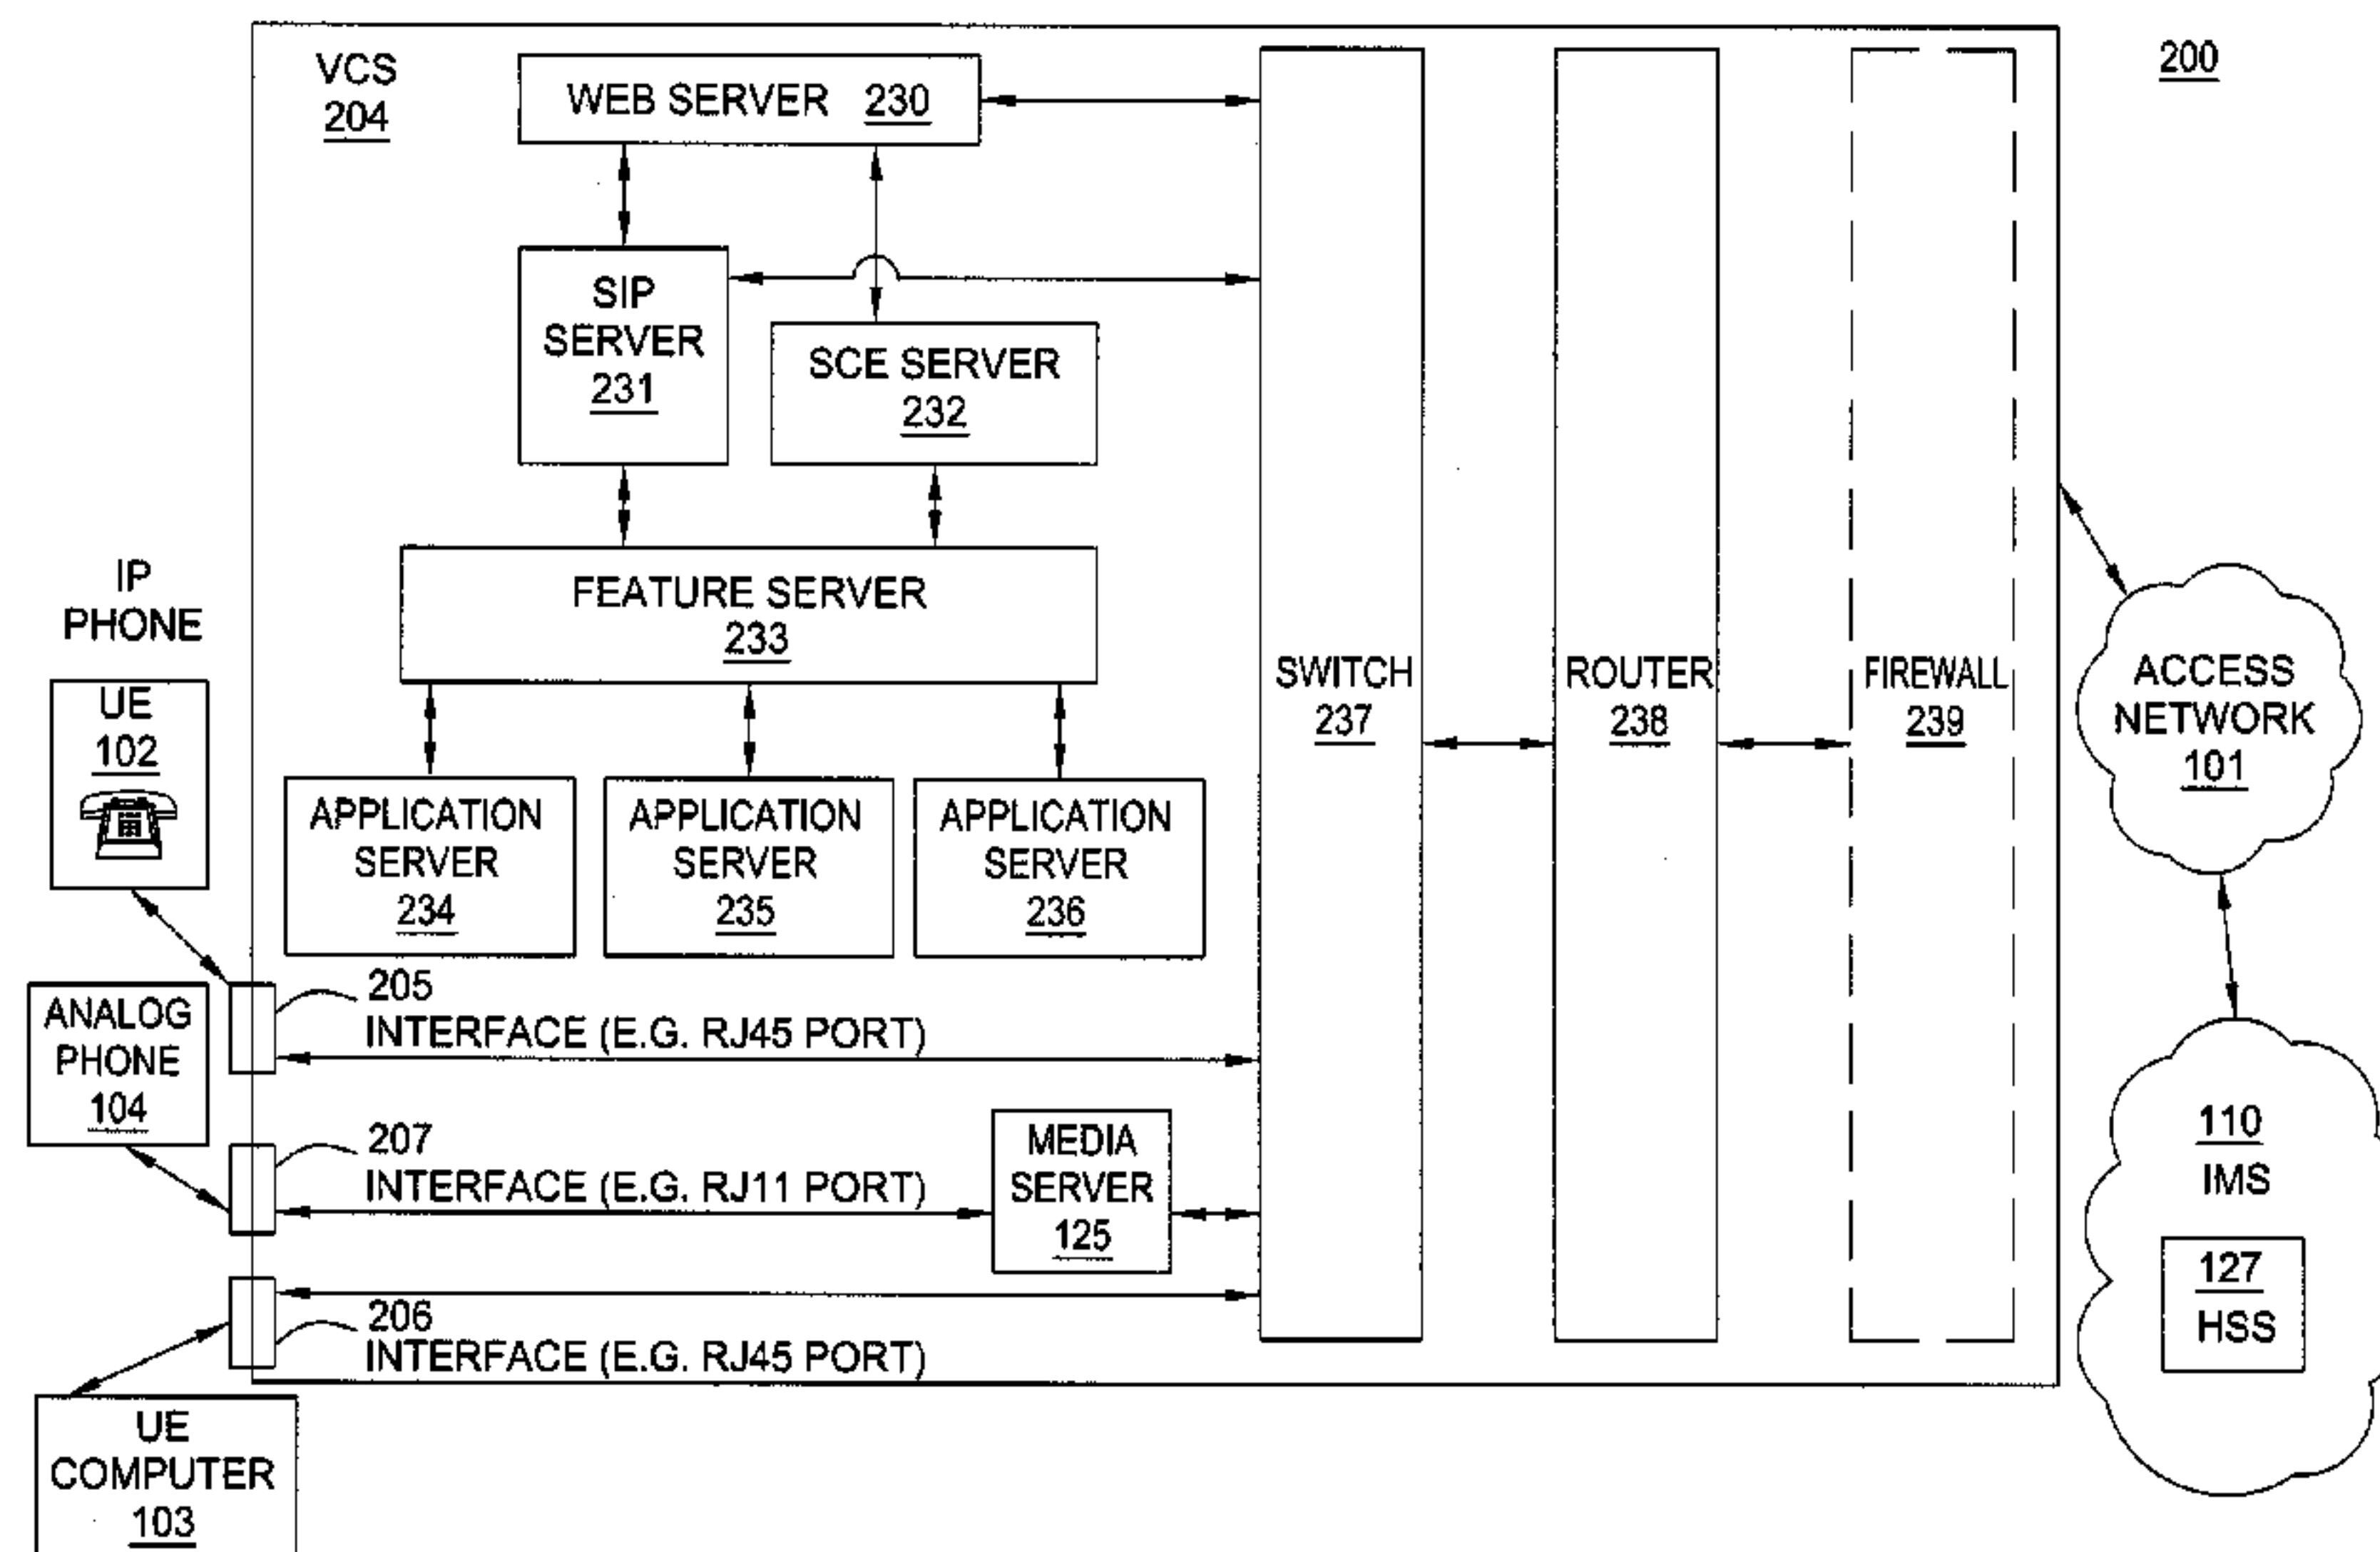 VCS
204
200
WEB SERVER 230
SIP
SERVER
231
SCE SERVER
232
FEATURE SERVER
233
IP
PHONE
UE
102
APPLICATION
SERVER
234
APPLICATION
SERVER
235
APPLICATION
SERVER
236
SWITCH
237
ROUTER
238
FIREWALL
239
ACCESS
NETWORK
101
ANALOG
PHONE
104
205
INTERFACE (E.G. RJ45 PORT)
207
INTERFACE (E.G. RJ11 PORT)
MEDIA
SERVER
125
206
INTERFACE (E.G. RJ45 PORT)
110
IMS
127
HSS
UE
COMPUTER
103